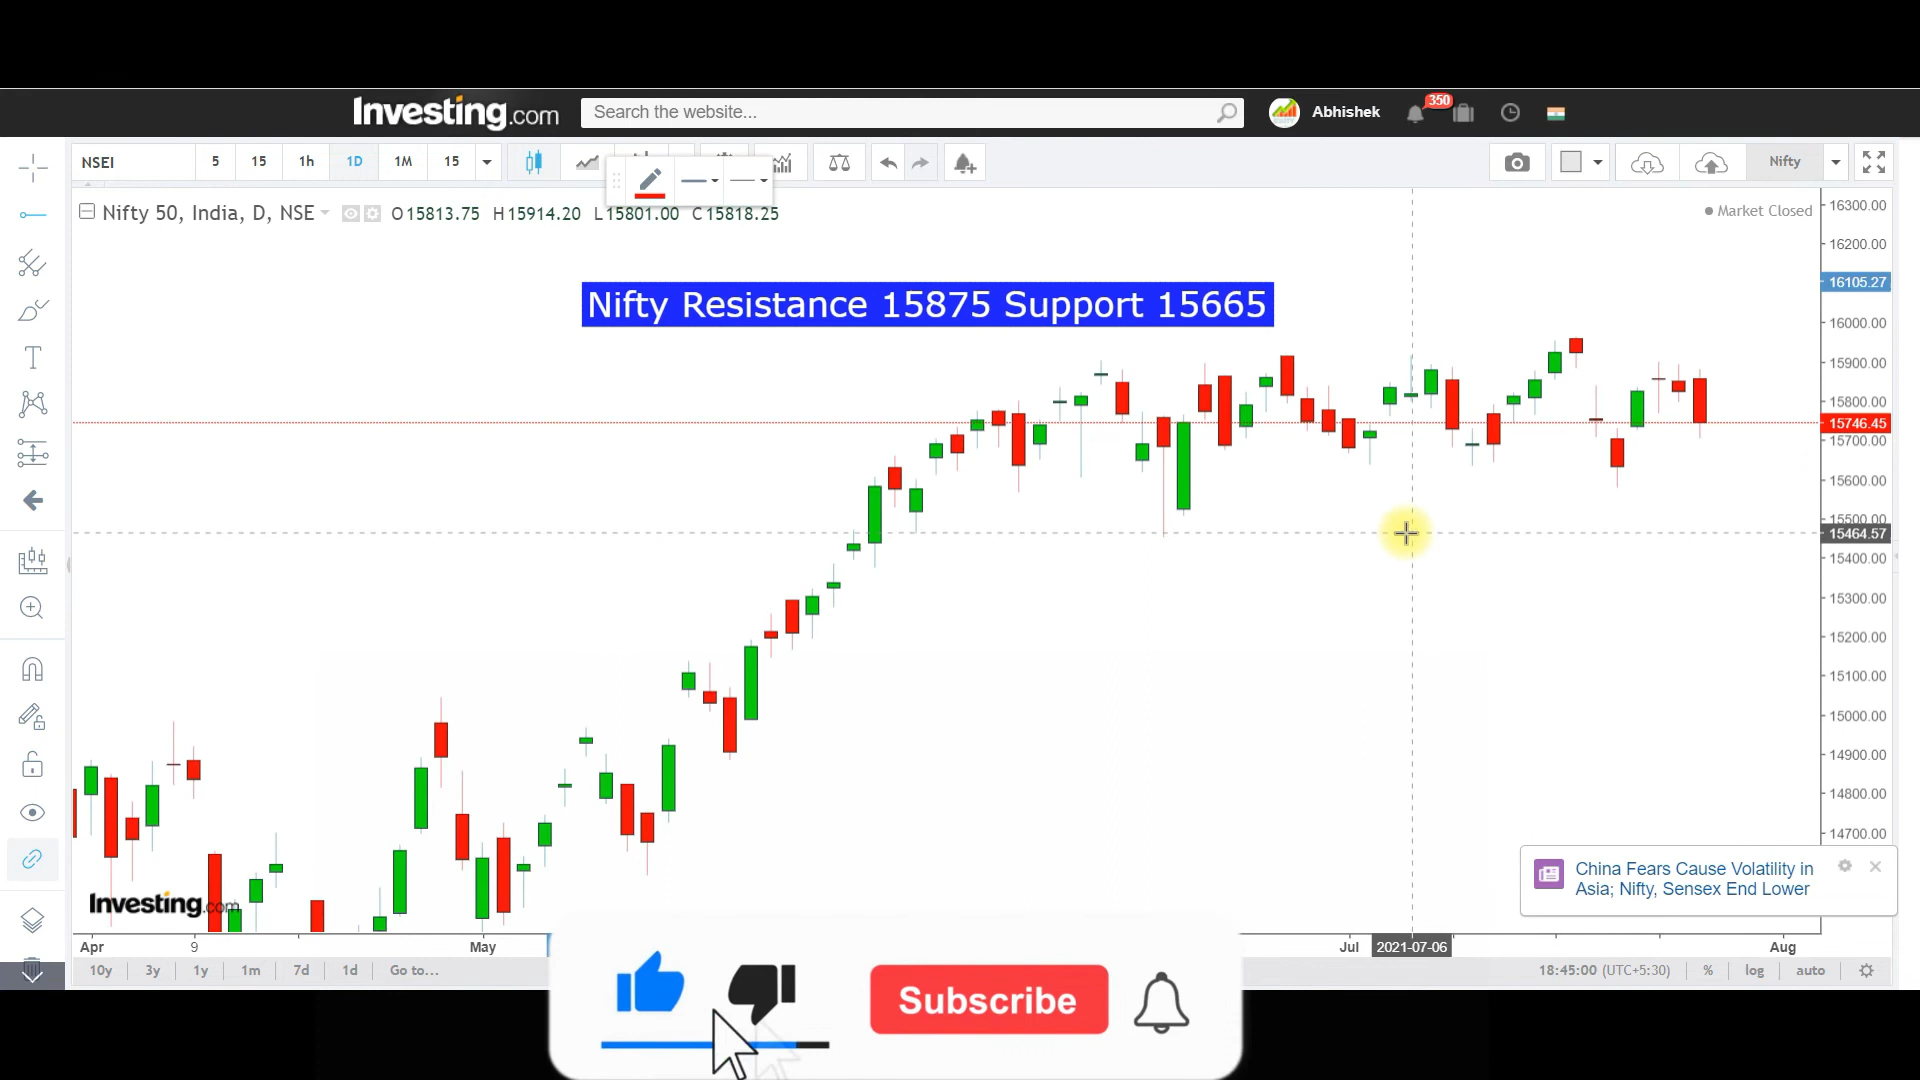 Investing.com
Search the website...
Abhishek
350
NSEI
5
15
1h
1D
1M
15
Nifty
Nifty 50, India, D, NSE
O15813.75 H15914.20 L15801.00 C15818.25
Market Closed
Nifty Resistance 15875 Support 15665
16300.00
16200.00
16105.27
16000.00
15900.00
15800.00
15746.45
15700.00
15600.00
15500.00
15464.57
15400.00
15300.00
15200.00
15100.00
15000.00
14900.00
14800.00
14700.00
China Fears Cause Volatility in
Asia; Nifty, Sensex End Lower
Investing.com
Apr
9
May
Jul
2021-07-06
Aug
10y
3y
1y
1m
7d
1d
Go to...
18:45:00 (UTC+5:30)
%
log
auto
Subscribe